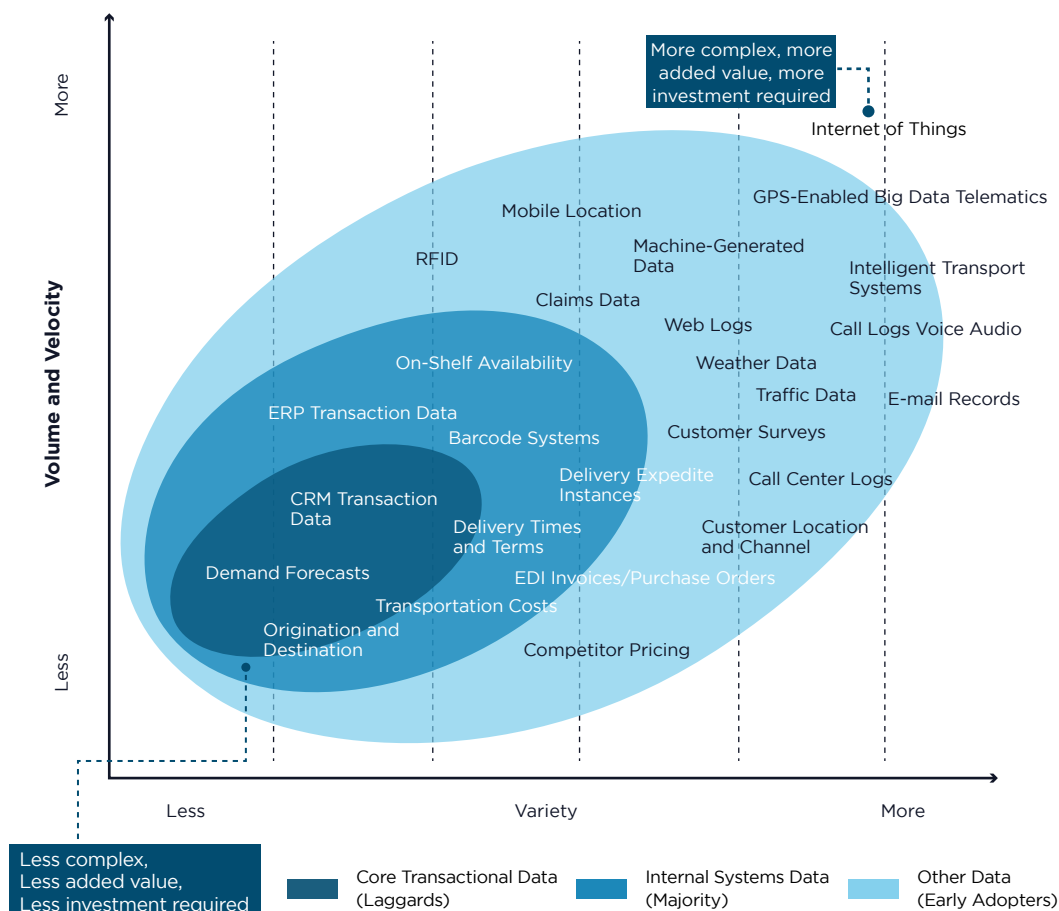 More
Volume and Velocity
Less
More complex, more
added value, more
investment required
Internet of Things
GPS-Enabled Big Data Telematics
Mobile Location
Machine-Generated
Data
RFID
Intelligent Transport
Systems
Claims Data
Web Logs
Call Logs Voice Audio
On-Shelf Availability
Weather Data
Traffic Data
E-mail Records
ERP Transaction Data
Barcode Systems
Customer Surveys
Delivery Expedite
Instances
Call Center Logs
CRM Transaction
Data
Delivery Times
and Terms
Customer Location
and Channel
Demand Forecasts
EDI Invoices/Purchase Orders
Transportation Costs
Origination and
Destination
Competitor Pricing
Less
Variety
More
Less complex,
Less added value,
Less investment required
Core Transactional Data
(Laggards)
Internal Systems Data
(Majority)
Other Data
(Early Adopters)